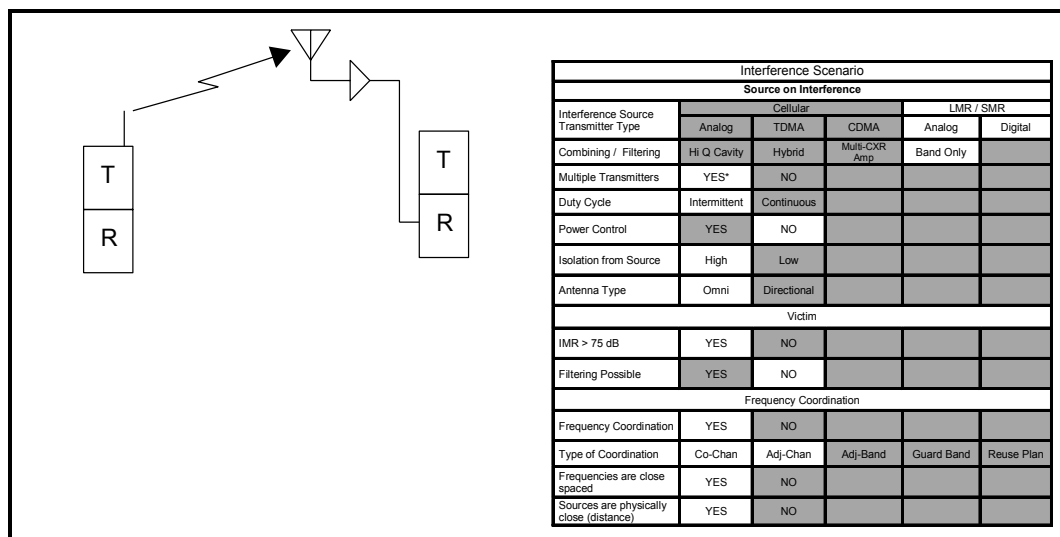 T
R
T
R
Interference Scenario
Source on Interference
Interference Source
Transmitter Type
Cellular
LMR / SMR
Analog TDMA CDMA Analog Digital
Combining / Filtering Hi Q Cavity Hybrid Multi-CXR
Amp Band Only
Multiple Transmitters YES* NO
Duty Cycle Intermittent Continuous
Power Control YES NO
Isolation from Source High Low
Antenna Type Omni Directional
Victim
IMR > 75 dB YES NO
Filtering Possible YES NO
Frequency Coordination
Frequency Coordination YES NO
Type of Coordination Co-Chan Adj-Chan Adj-Band Guard Band Reuse Plan
Frequencies are close
spaced YES NO
Sources are physically
close (distance) YES NO